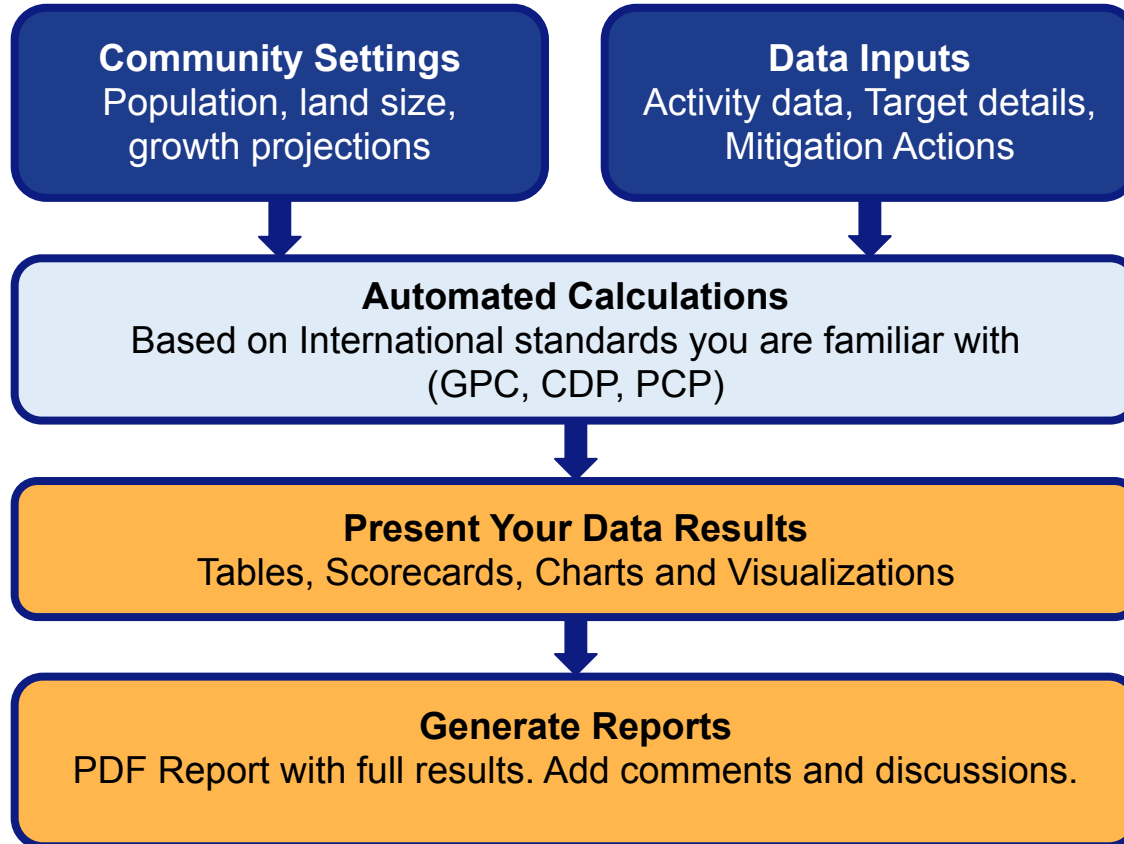 Community Settings
Population, land size,
growth projections
Data Inputs
Activity data, Target details,
Mitigation Actions
Automated Calculations
Based on International standards you are familiar with
(GPC, CDP, PCP)
Present Your Data Results
Tables, Scorecards, Charts and Visualizations
Generate Reports
PDF Report with full results. Add comments and discussions.